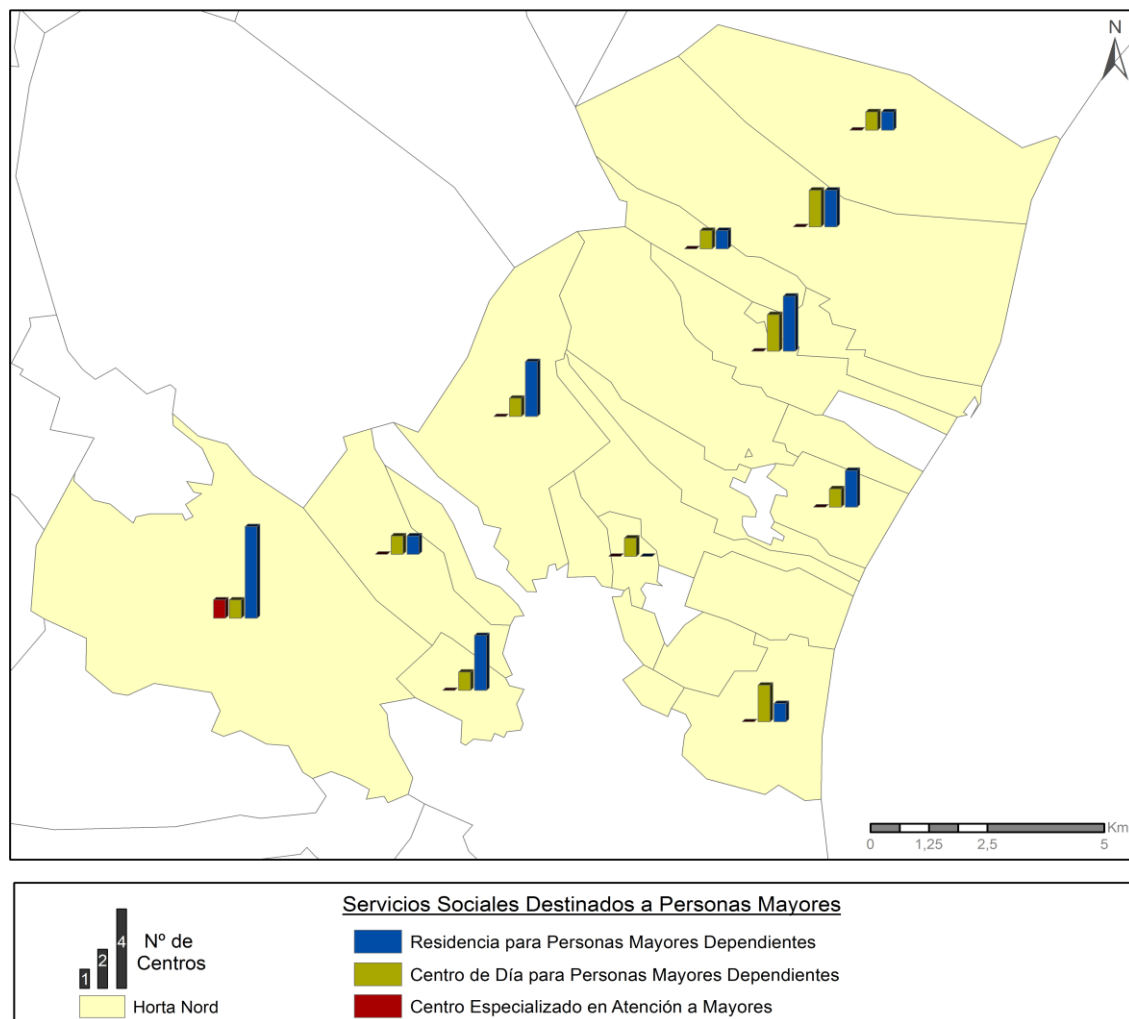 N
Km
0
1,25
2,5
5
Servicios Sociales Destinados a Personas Mayores
1
2
4
Nº de
Centros
Horta Nord
Residencia para Personas Mayores Dependientes
Centro de Día para Personas Mayores Dependientes
Centro Especializado en Atención a Mayores